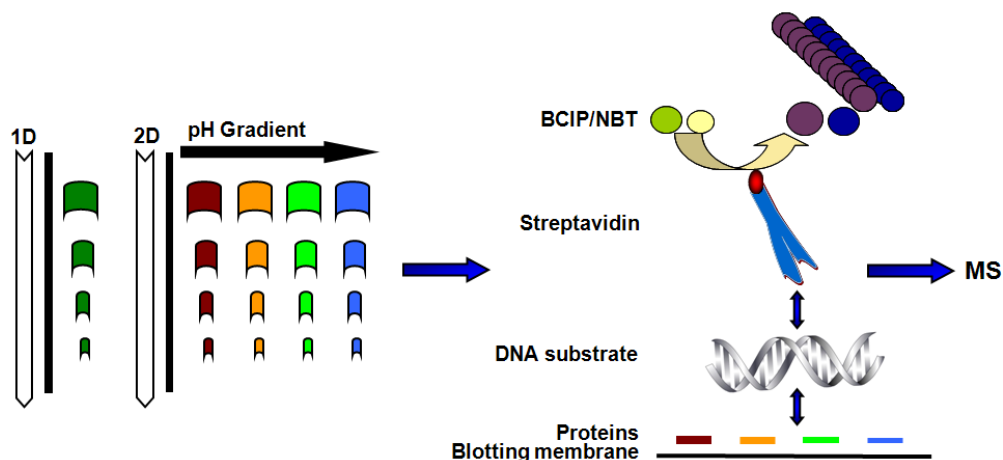 1D
2D
pH Gradient
BCIP/NBT
Streptavidin
MS
DNA substrate
Proteins
Blotting membrane